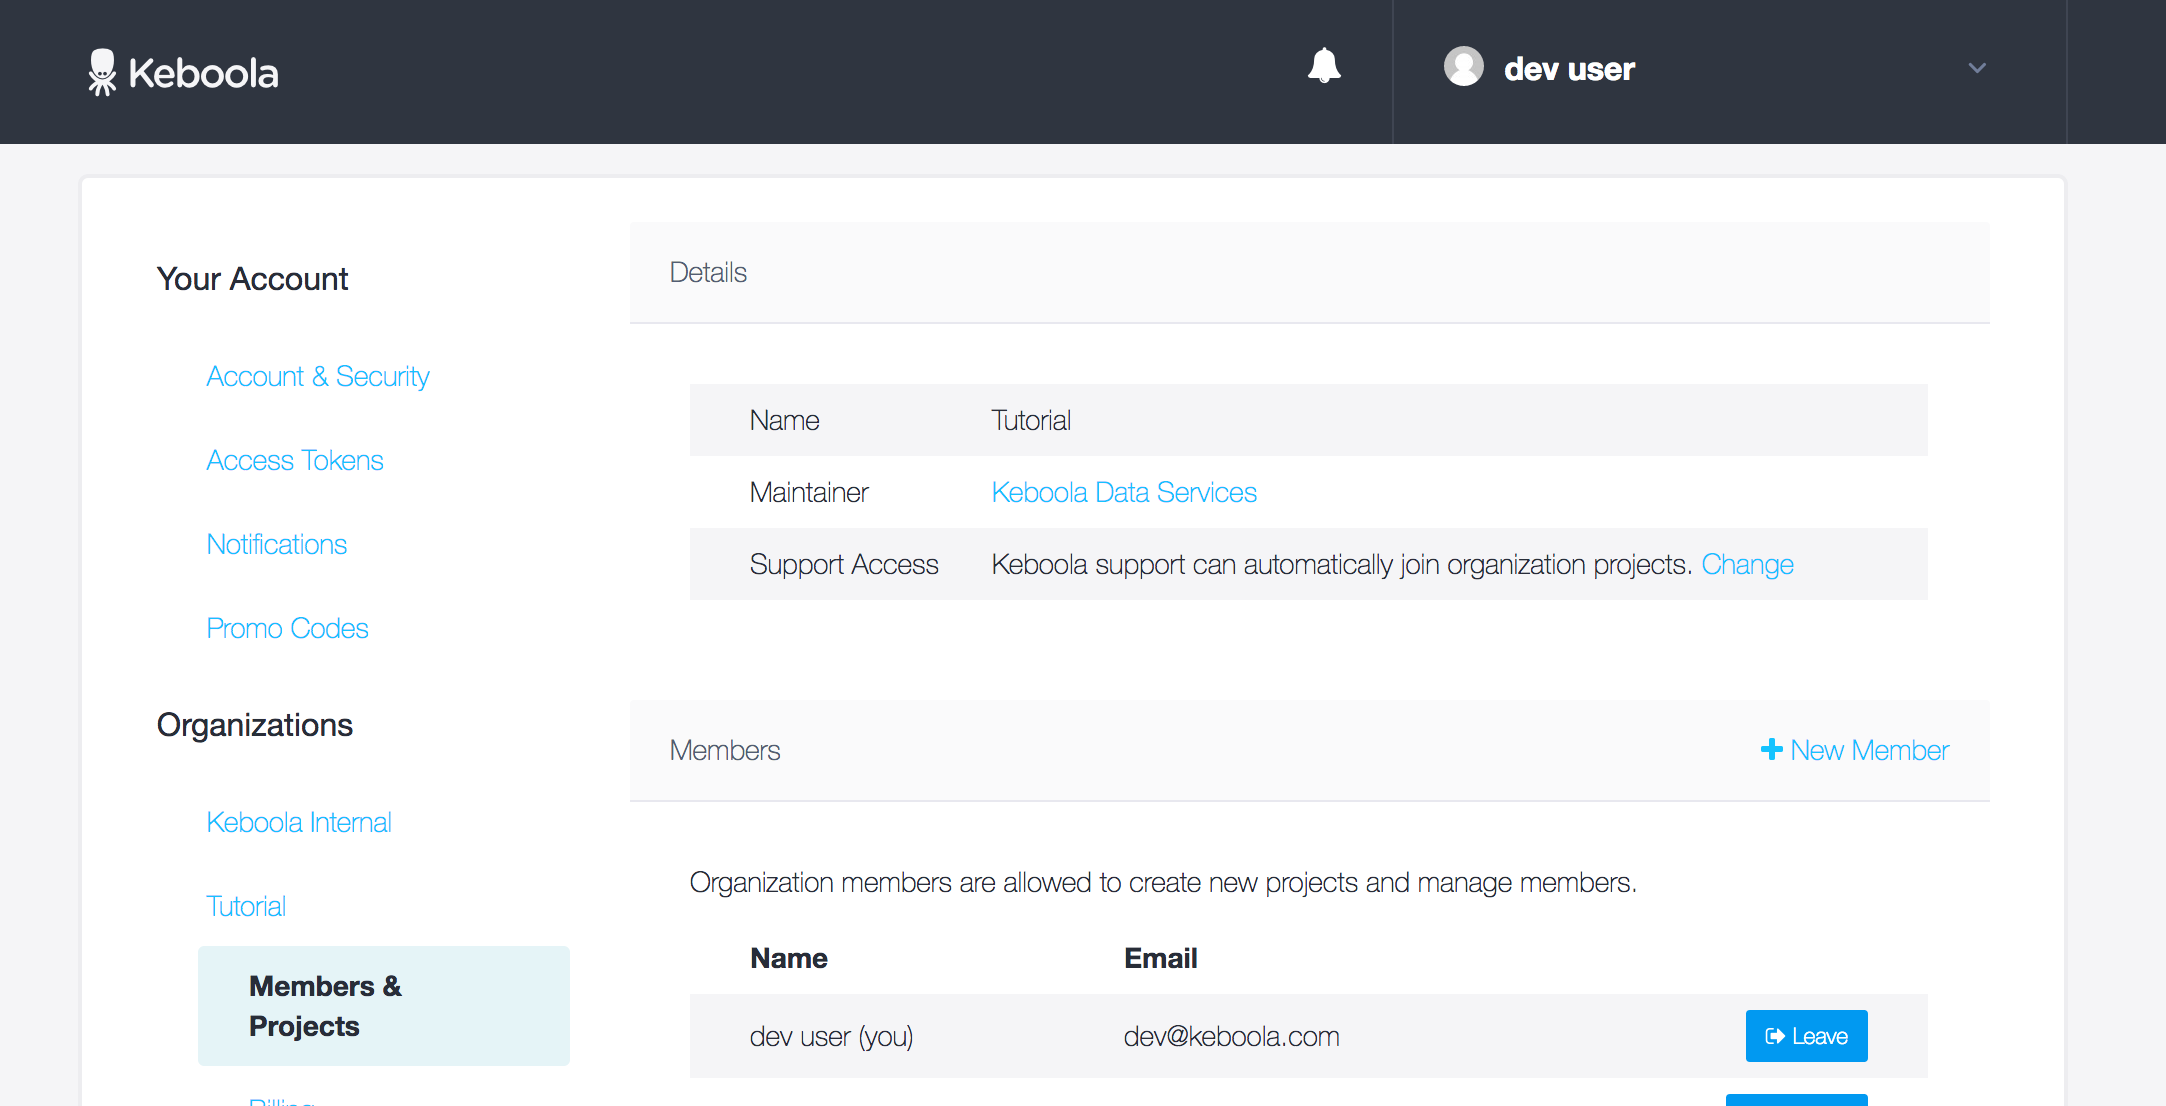 Keboola
dev user
Your Account
Account & Security
Access Tokens
Notifications
Promo Codes
Organizations
Keboola Internal
Tutorial
Members &
Projects
Billing
Details
Name Tutorial
Maintainer Keboola Data Services
Support Access Keboola support can automatically join organization projects. Change
Members
New Member
Organization members are allowed to create new projects and manage members.
Name Email
dev user (you) dev@keboola.com Leave